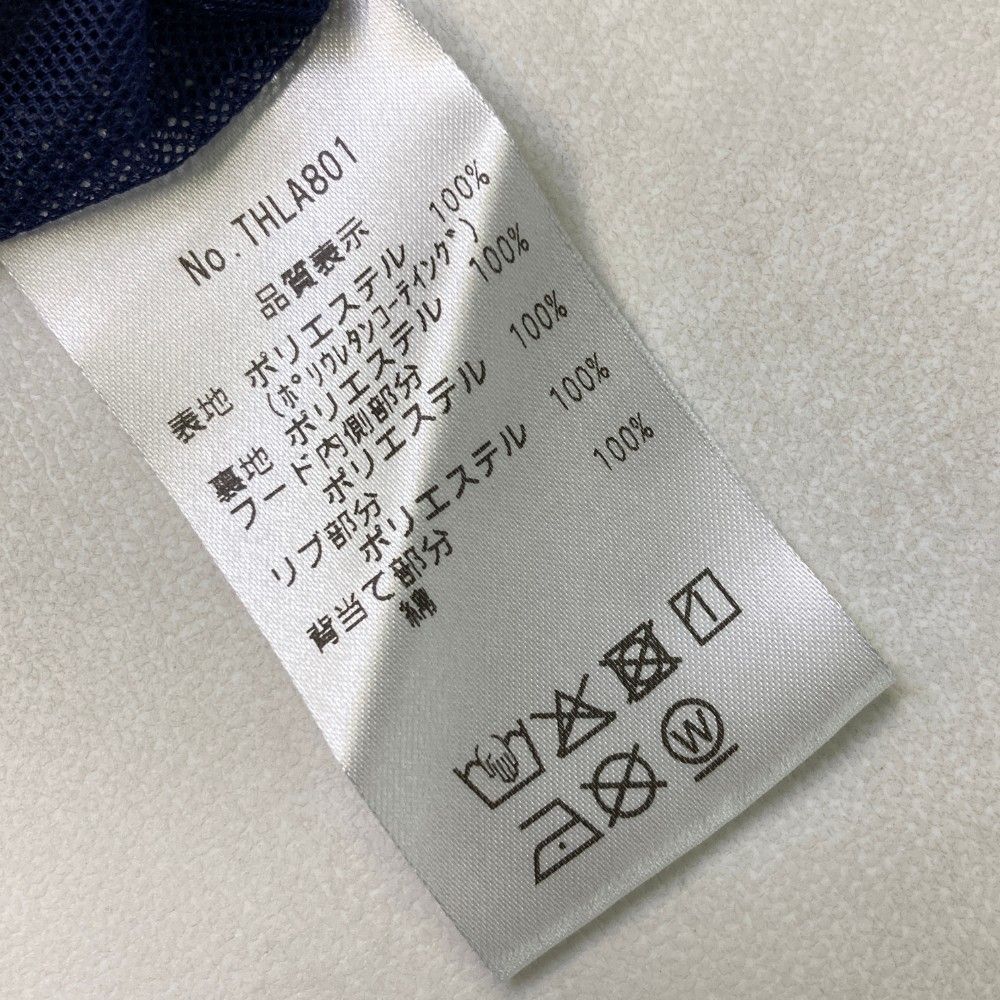 No.THLA801
品質表示
表地 ポリエステル 100%
(ポリウレタンコーティング)
裏地 ポリエステル 100%
フード内側部分
ポリエステル 100%
リブ部分
ポリエステル 100%
背当て部分
綿 100%
1
W